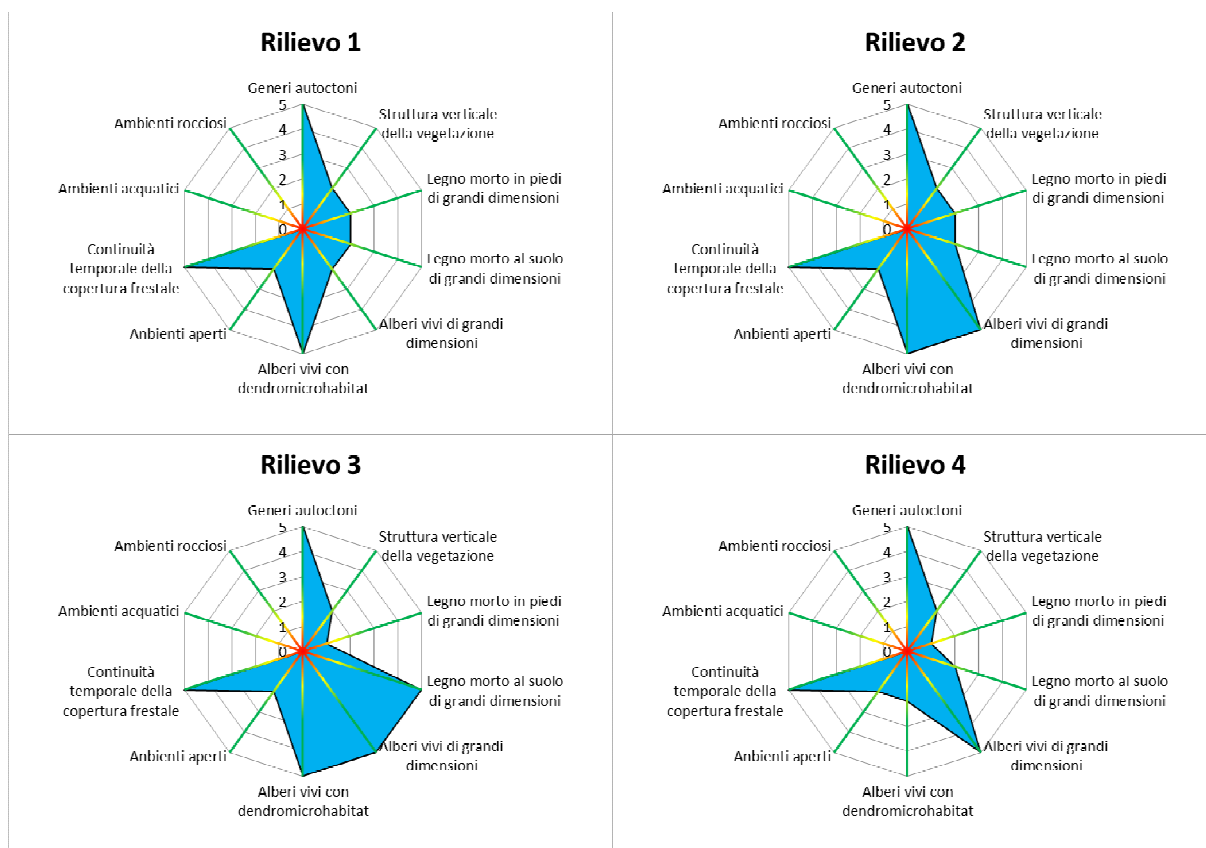 Rilievo 1
Generi autoctoni
5
4
3
2
1
0
Struttura verticale
della vegetazione
Legno morto in piedi
di grandi dimensioni
Legno morto al suolo
di grandi dimensioni
Alberi vivi di grandi
dimensioni
Alberi vivi con
dendromicrohabitat
Anbienti aperti
Continuità
temporale della
copertura frestale
Ambienti acquatici
Ambienti rocciosi
Rilievo 2
Generi autoctoni
5
4
3
2
1
0
Struttura verticale
della vegetazione
Legno morto in piedi
di grandi dimensioni
Legno morto al suolo
di grandi dimensioni
Alberi vivi di grandi
dimensioni
Alberi vivi con
dendromicrohabitat
Anbienti aperti
Continuità
temporale della
copertura frestale
Ambienti acquatici
Ambienti rocciosi
Rilievo 3
Generi autoctoni
5
4
3
2
1
0
Struttura verticale
della vegetazione
Legno morto in piedi
di grandi dimensioni
Legno morto al suolo
di grandi dimensioni
Alberi vivi di grandi
dimensioni
Alberi vivi con
dendromicrohabitat
Anbienti aperti
Continuità
temporale della
copertura frestale
Ambienti acquatici
Ambienti rocciosi
Rilievo 4
Generi autoctoni
5
4
3
2
1
0
Struttura verticale
della vegetazione
Legno morto in piedi
di grandi dimensioni
Legno morto al suolo
di grandi dimensioni
Alberi vivi di grandi
dimensioni
Alberi vivi con
dendromicrohabitat
Anbienti aperti
Continuità
temporale della
copertura frestale
Ambienti acquatici
Ambienti rocciosi